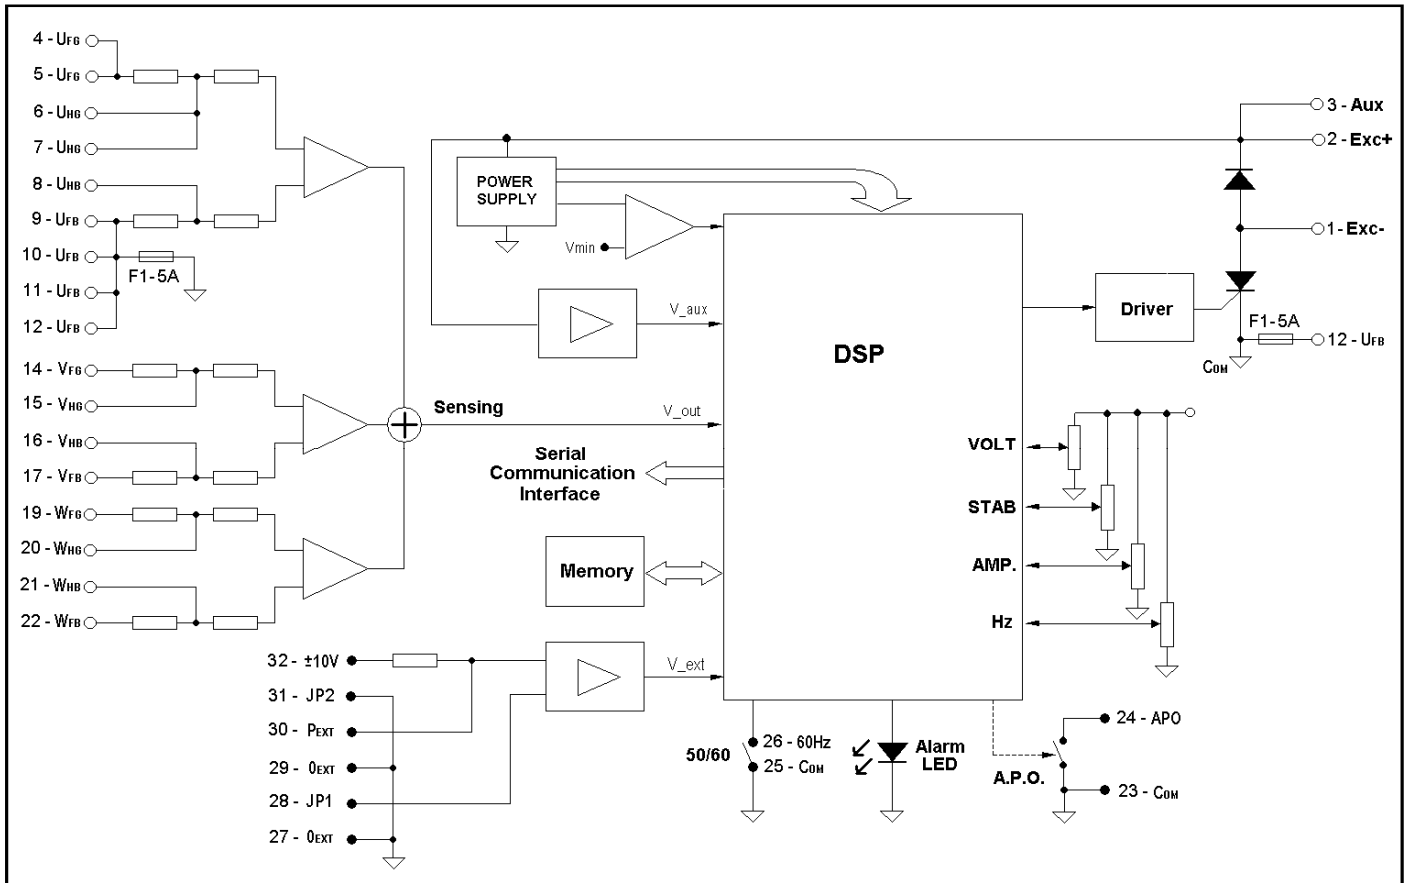 4 - UFG
5 - UFG
6 - UHG
7 - UHG
8 - UHB
9 - UFB
10 - UFB
F1-5A
11 - UFB
12 - UFB
14 - VFG
15 - VHG
16 - VHB
17 - VFB
19 - WFG
20 - WHG
21 - WHB
22 - WFB
Sensing
POWER
SUPPLY
Vmin
V_aux
V_out
Serial
Communication
Interface
Memory
32 - ±10V
31 - JP2
30 - PEXT
29 - 0EXT
28 - JP1
27 - 0EXT
V_ext
DSP
3 - Aux
2 - Exc+
1 - Exc-
Driver
F1-5A
12 - UFB
COM
VOLT
STAB
AMP.
Hz
50/60
26 - 60Hz
25 - COM
Alarm
LED
A.P.O.
24 - APO
23 - COM